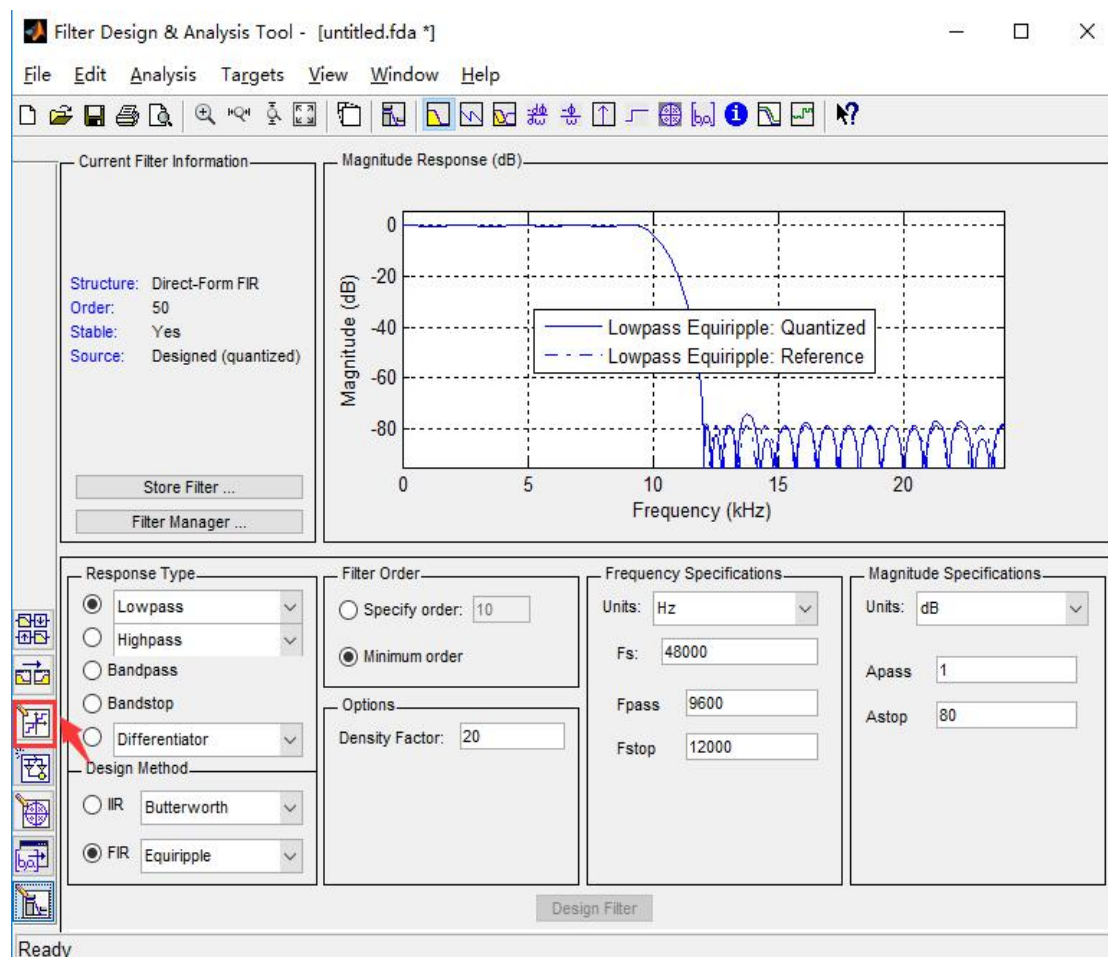 Filter Design & Analysis Tool - [untitled.fda *]
File Edit Analysis Targets View Window Help
Current Filter Information
Structure: Direct-Form FIR
Order: 50
Stable: Yes
Source: Designed (quantized)
Store Filter ...
Filter Manager ...
Magnitude Response (dB)
0
-20
-40
-60
-80
Magnitude (dB)
Lowpass Equiripple: Quantized
Lowpass Equiripple: Reference
0 5 10 15 20
Frequency (kHz)
Response Type
Lowpass
Highpass
Bandpass
Bandstop
Differentiator
Design Method
IIR Butterworth
FIR Equiripple
Filter Order
Specify order: 10
Minimum order
Options
Density Factor: 20
Frequency Specifications
Units: Hz
Fs: 48000
Fpass 9600
Fstop 12000
Magnitude Specifications
Units: dB
Apass 1
Astop 80
Design Filter
Ready